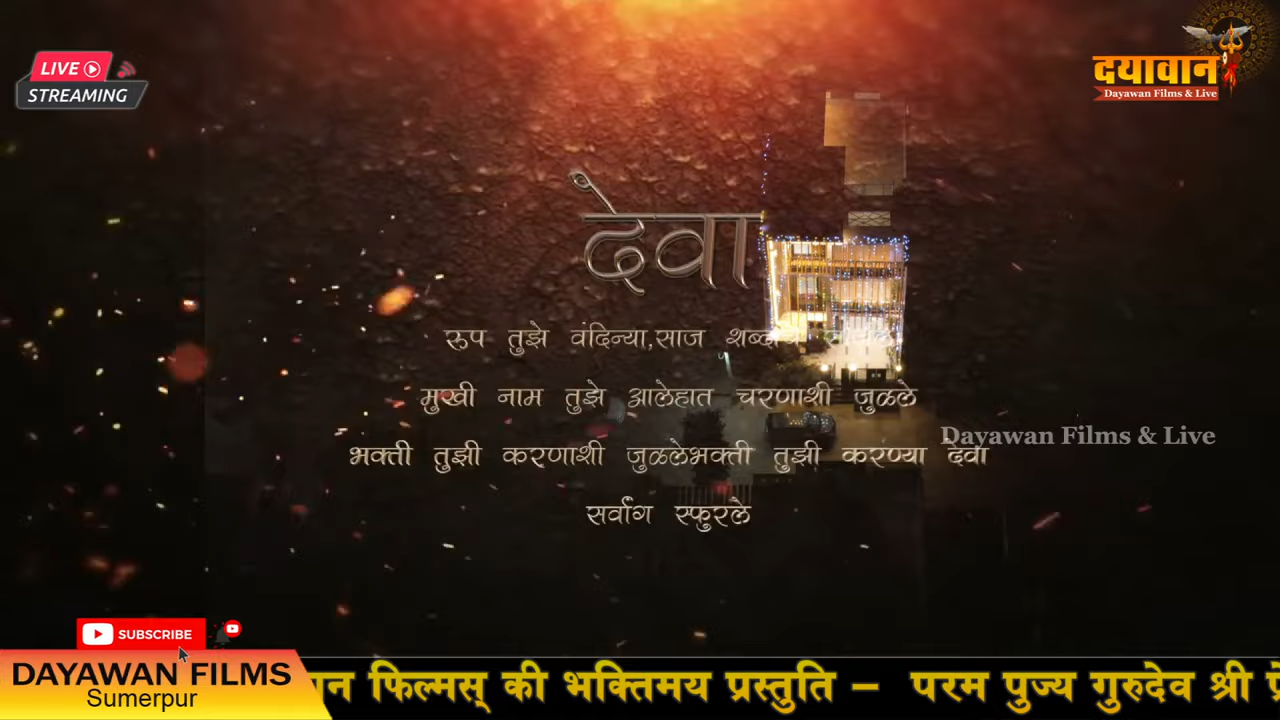 LIVE
STREAMING
दयावान
Dayawan Films & Live
देवा
रूप तुझे वंदिन्या,साज
मुखी नाम तुझे आलेहात चरणाशी जुळले
Dayawan Films & Live
भक्ती तुझी करणाशी जुळलेभक्ती तुझी करण्या देवा
सर्वांग स्फुरले
SUBSCRIBE
DAYAWAN FILMS
Sumerpur
फिल्मस् की भक्तिमय प्रस्तुति – परम पुज्य गुरुदेव श्री